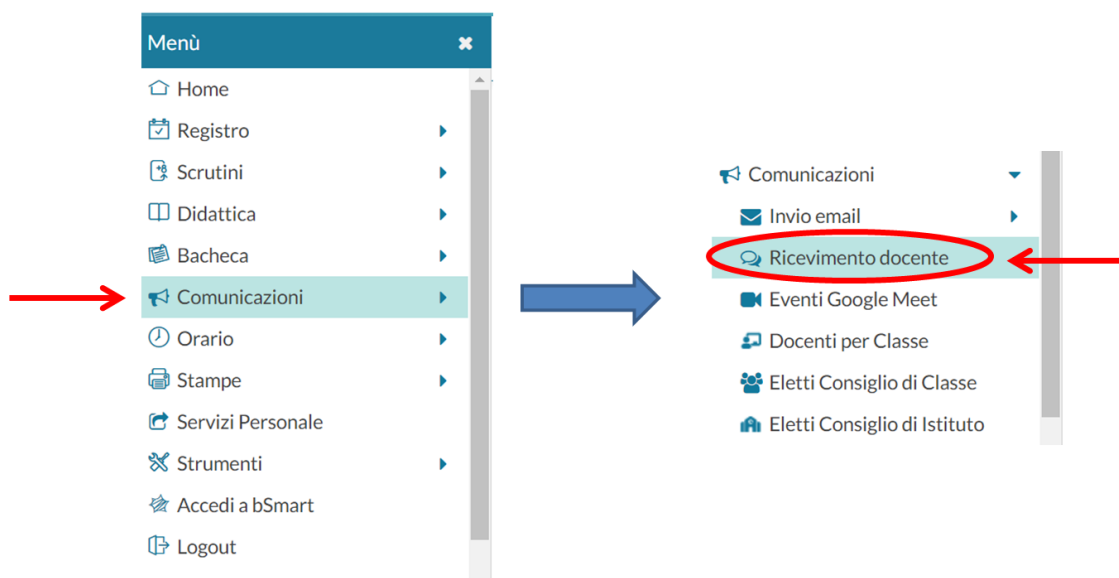 Menù
Home
Registro
Scrutini
Didattica
Bacheca
Comunicazioni
Orario
Stampe
Servizi Personale
Strumenti
Accedi a bSmart
Logout
Comunicazioni
Invio email
Ricevimento docente
Eventi Google Meet
Docenti per Classe
Eletti Consiglio di Classe
Eletti Consiglio di Istituto